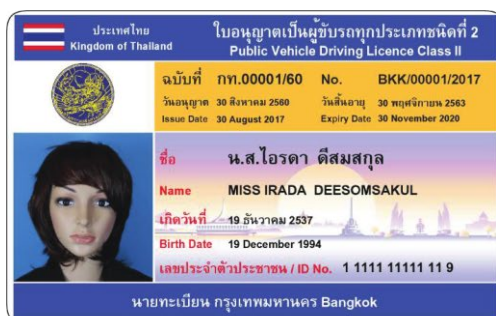 ประเทศไทย
Kingdom of Thailand
ใบอนุญาตเป็นผู้ขับรถทุกประเภทชนิดที่ 2
Public Vehicle Driving Licence Class II
ฉบับที่ กท.00001/60 No. BKK/00001/2017
วันอนุญาต 30 สิงหาคม 2560 วันสิ้นอายุ 30 พฤศจิกายน 2563
Issue Date 30 August 2017 Expiry Date 30 November 2020
ชื่อ น.ส.ไอรดา ดีสมสกุล
Name MISS IRADA DEESOMSAKUL
เกิดวันที่ 19 ธันวาคม 2537
Birth Date 19 December 1994
เลขประจำตัวประชาชน / ID No. 1 1111 11111 11 9
นายทะเบียน กรุงเทพมหานคร Bangkok